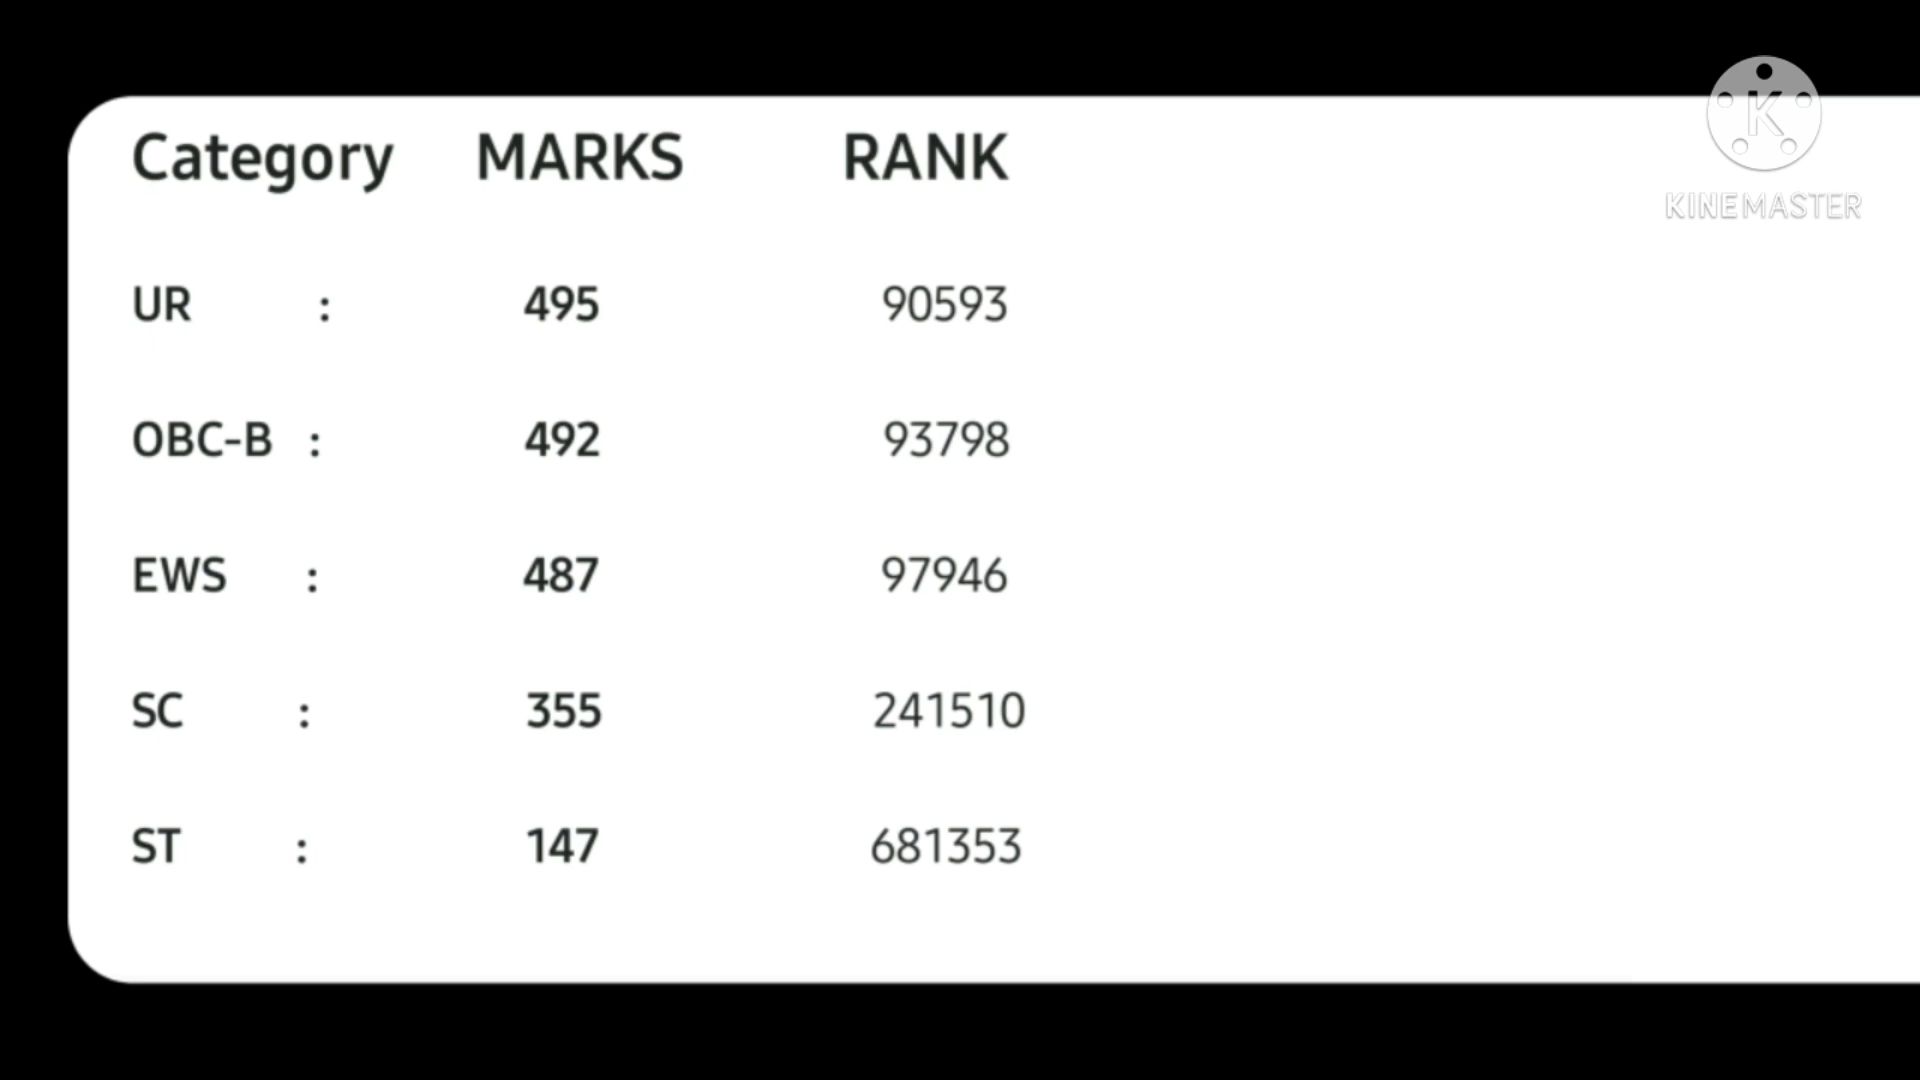 Category MARKS RANK
UR : 495 90593
OBC-B : 492 93798
EWS : 487 97946
SC : 355 241510
ST : 147 681353
K
KINEMASTER